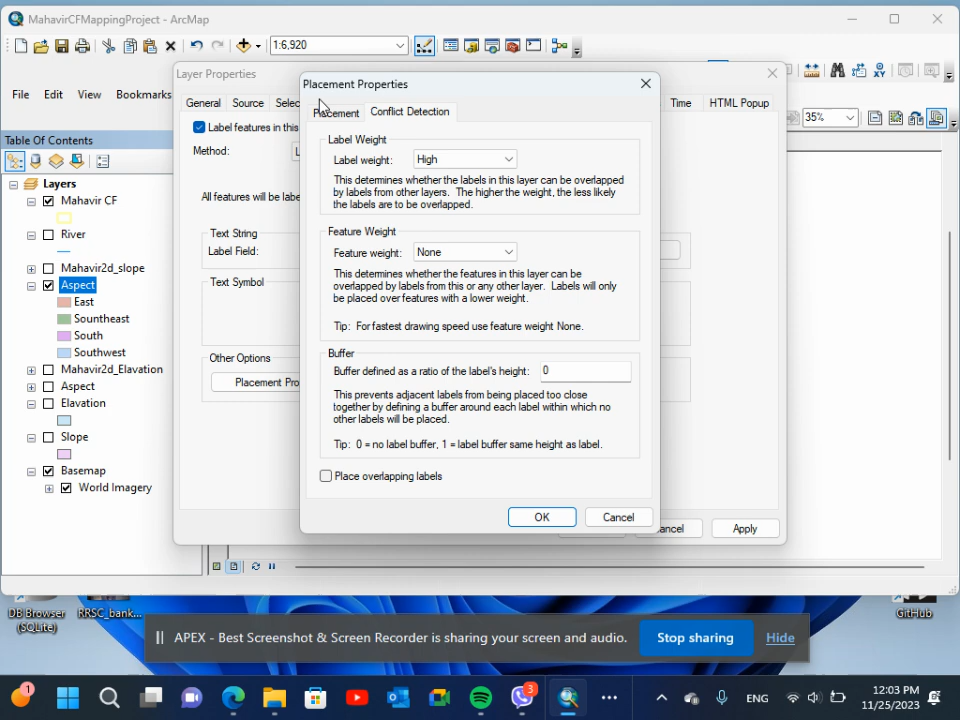 MahavirCFMappingProject - ArcMap
1:6,920
File
Edit
View
Bookmarks
35%
Table Of Contents
Layers
Mahavir CF
River
Mahavir2d_slope
Aspect
East
Sountheast
South
Southwest
Mahavir2d_Elavation
Aspect
Elavation
Slope
Basemap
World Imagery
Layer Properties
General
Source
Selec
Time
HTML Popup
Label features in this
Method:
All features will be labe
Text String
Label Field:
Text Symbol
Other Options
Placement Pro
ancel
Apply
Placement Properties
Placement
Conflict Detection
Label Weight
Label weight:
High
This determines whether the labels in this layer can be overlapped
by labels from other layers. The higher the weight, the less likely
the labels are to be overlapped.
Feature Weight
Feature weight:
None
This determines whether the features in this layer can be
overlapped by labels from this or any other layer. Labels will only
be placed over features with a lower weight.
Tip: For fastest drawing speed use feature weight None.
Buffer
Buffer defined as a ratio of the label's height:
0
This prevents adjacent labels from being placed too close
together by defining a buffer around each label within which no
other labels will be placed.
Tip: 0 = no label buffer, 1 = label buffer same height as label.
Place overlapping labels
OK
Cancel
DB Browser
(SQLite)
RRSC_bank...
GitHub
APEX - Best Screenshot & Screen Recorder is sharing your screen and audio.
Stop sharing
Hide
1
3
ENG
12:03 PM
11/25/2023